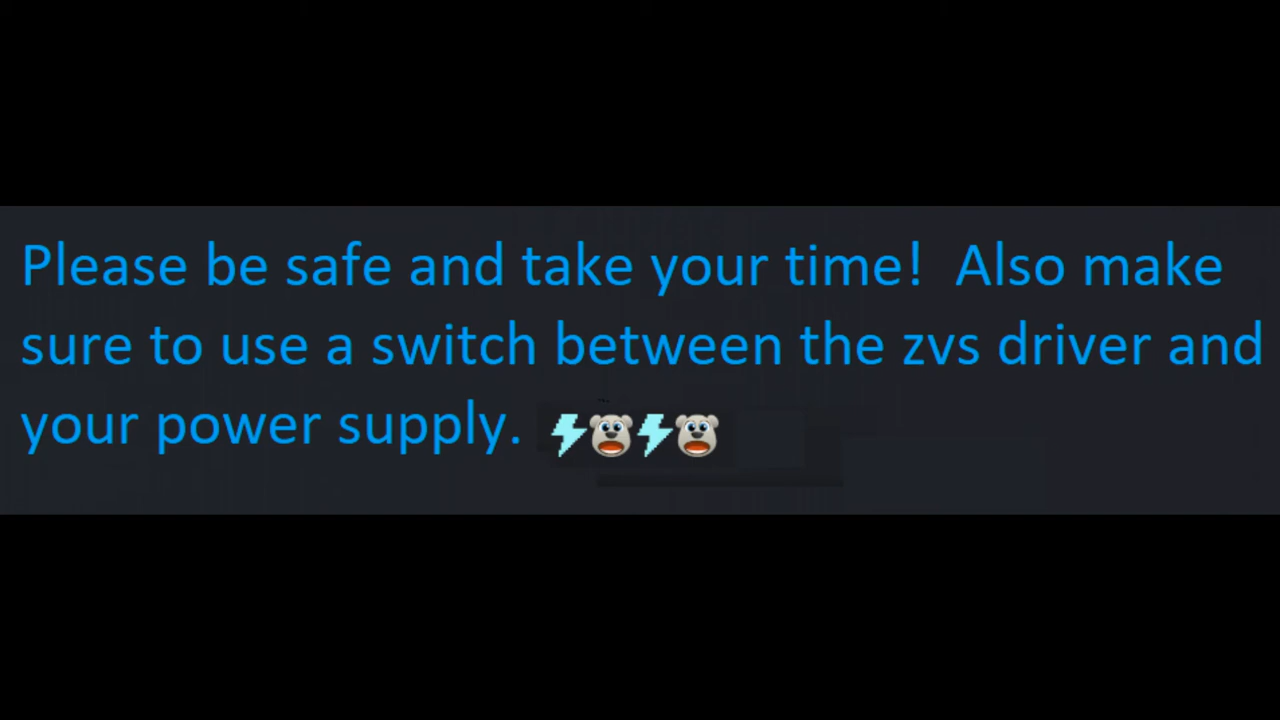 Please be safe and take your time!  Also make
sure to use a switch between the zvs driver and
your power supply. ⚡🐻⚡🐻